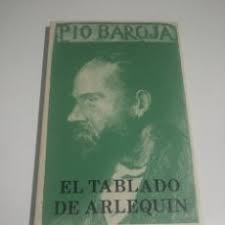 PIO BAROJA
EL TABLADO
DE ARLEQUIN